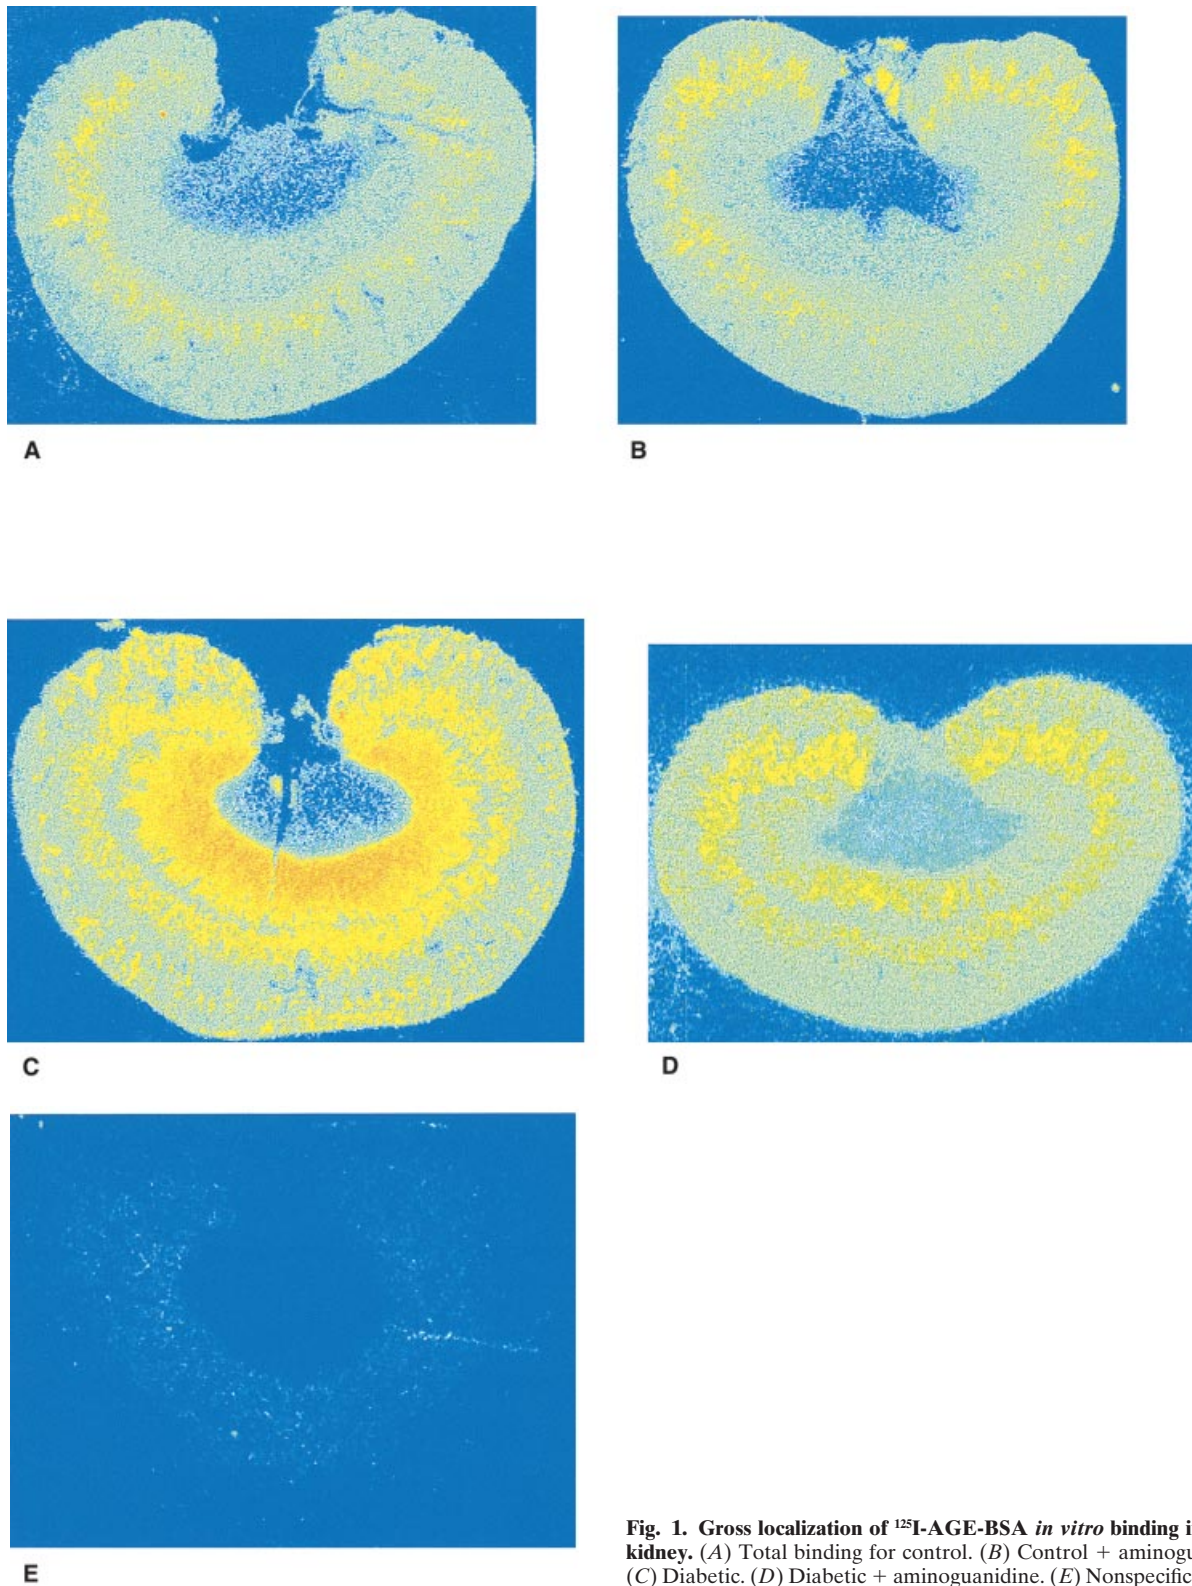 A
B
C
D
E
Fig. 1. Gross localization of ¹²⁵I-AGE-BSA in vitro binding i
kidney. (A) Total binding for control. (B) Control + aminogu
(C) Diabetic. (D) Diabetic + aminoguanidine. (E) Nonspecific